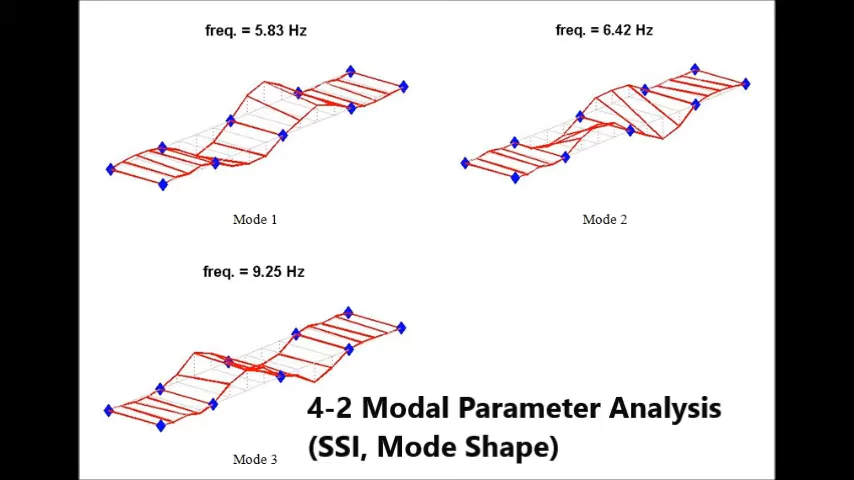 freq. = 5.83 Hz
freq. = 6.42 Hz
Mode 1
Mode 2
freq. = 9.25 Hz
4-2 Modal Parameter Analysis
(SSI, Mode Shape)
Mode 3